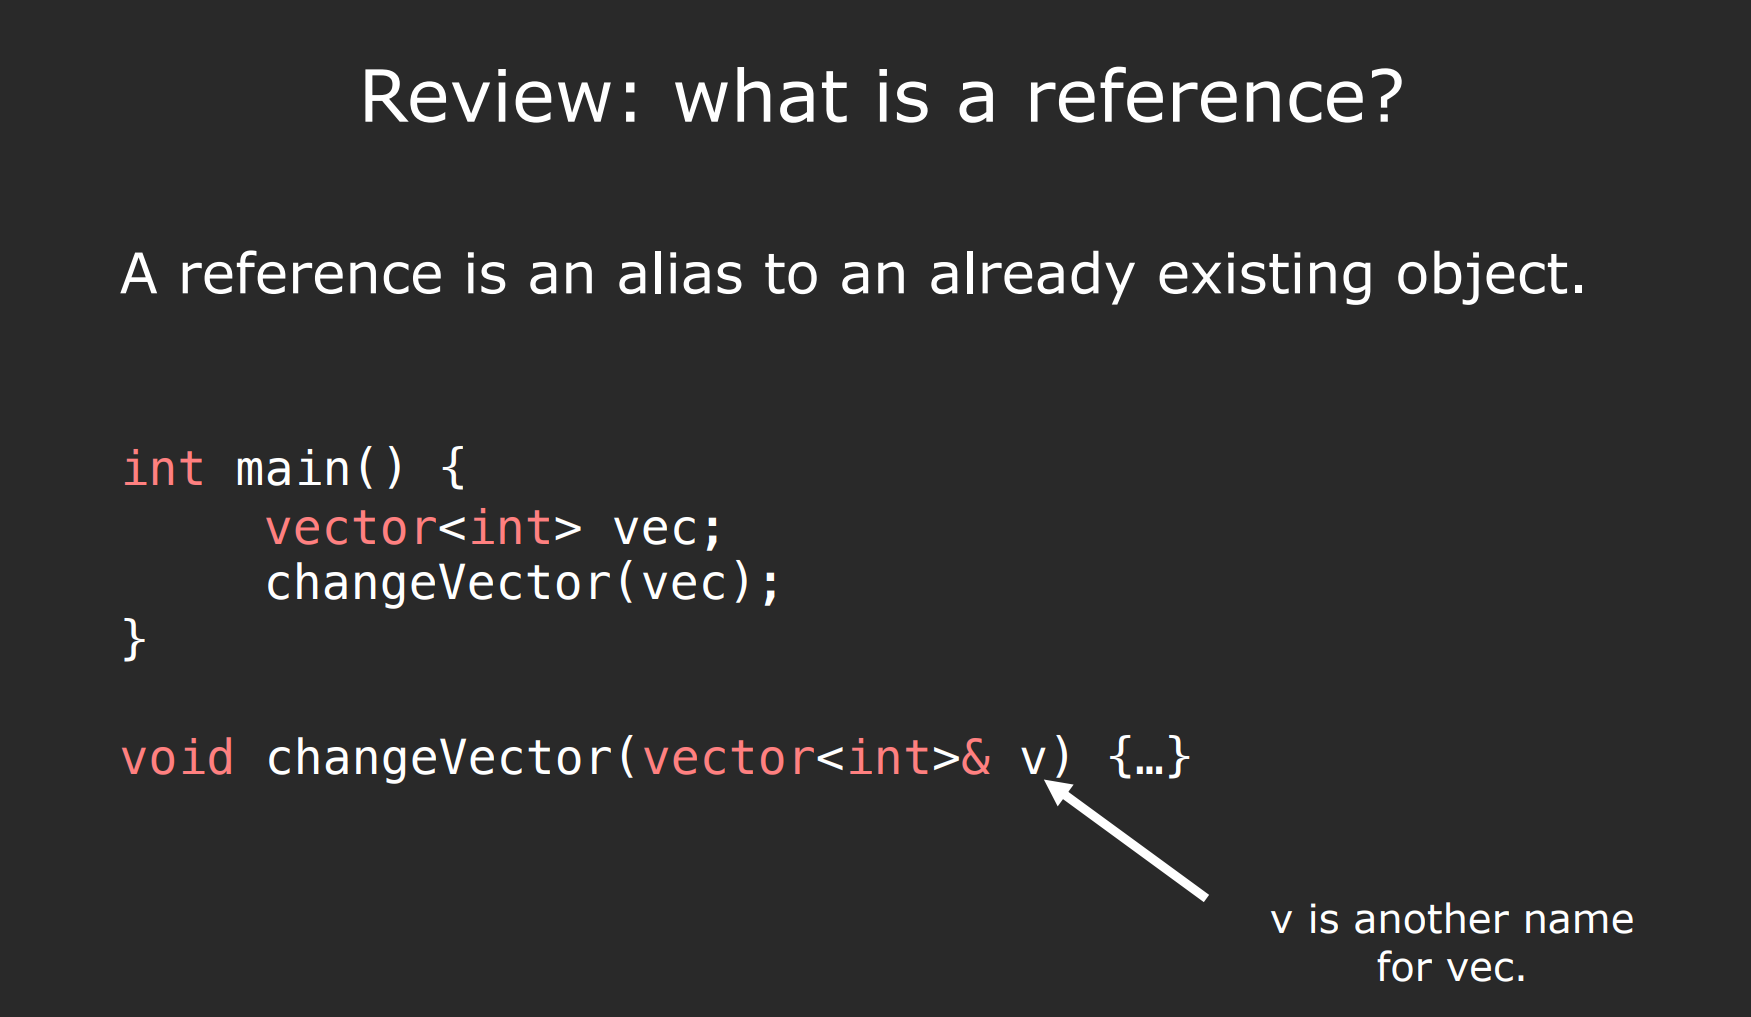 Review: what is a reference?
A reference is an alias to an already existing object.
int main() {
vector<int> vec;
changeVector(vec);
}
void changeVector(vector<int>& v) {…}
v is another name
for vec.